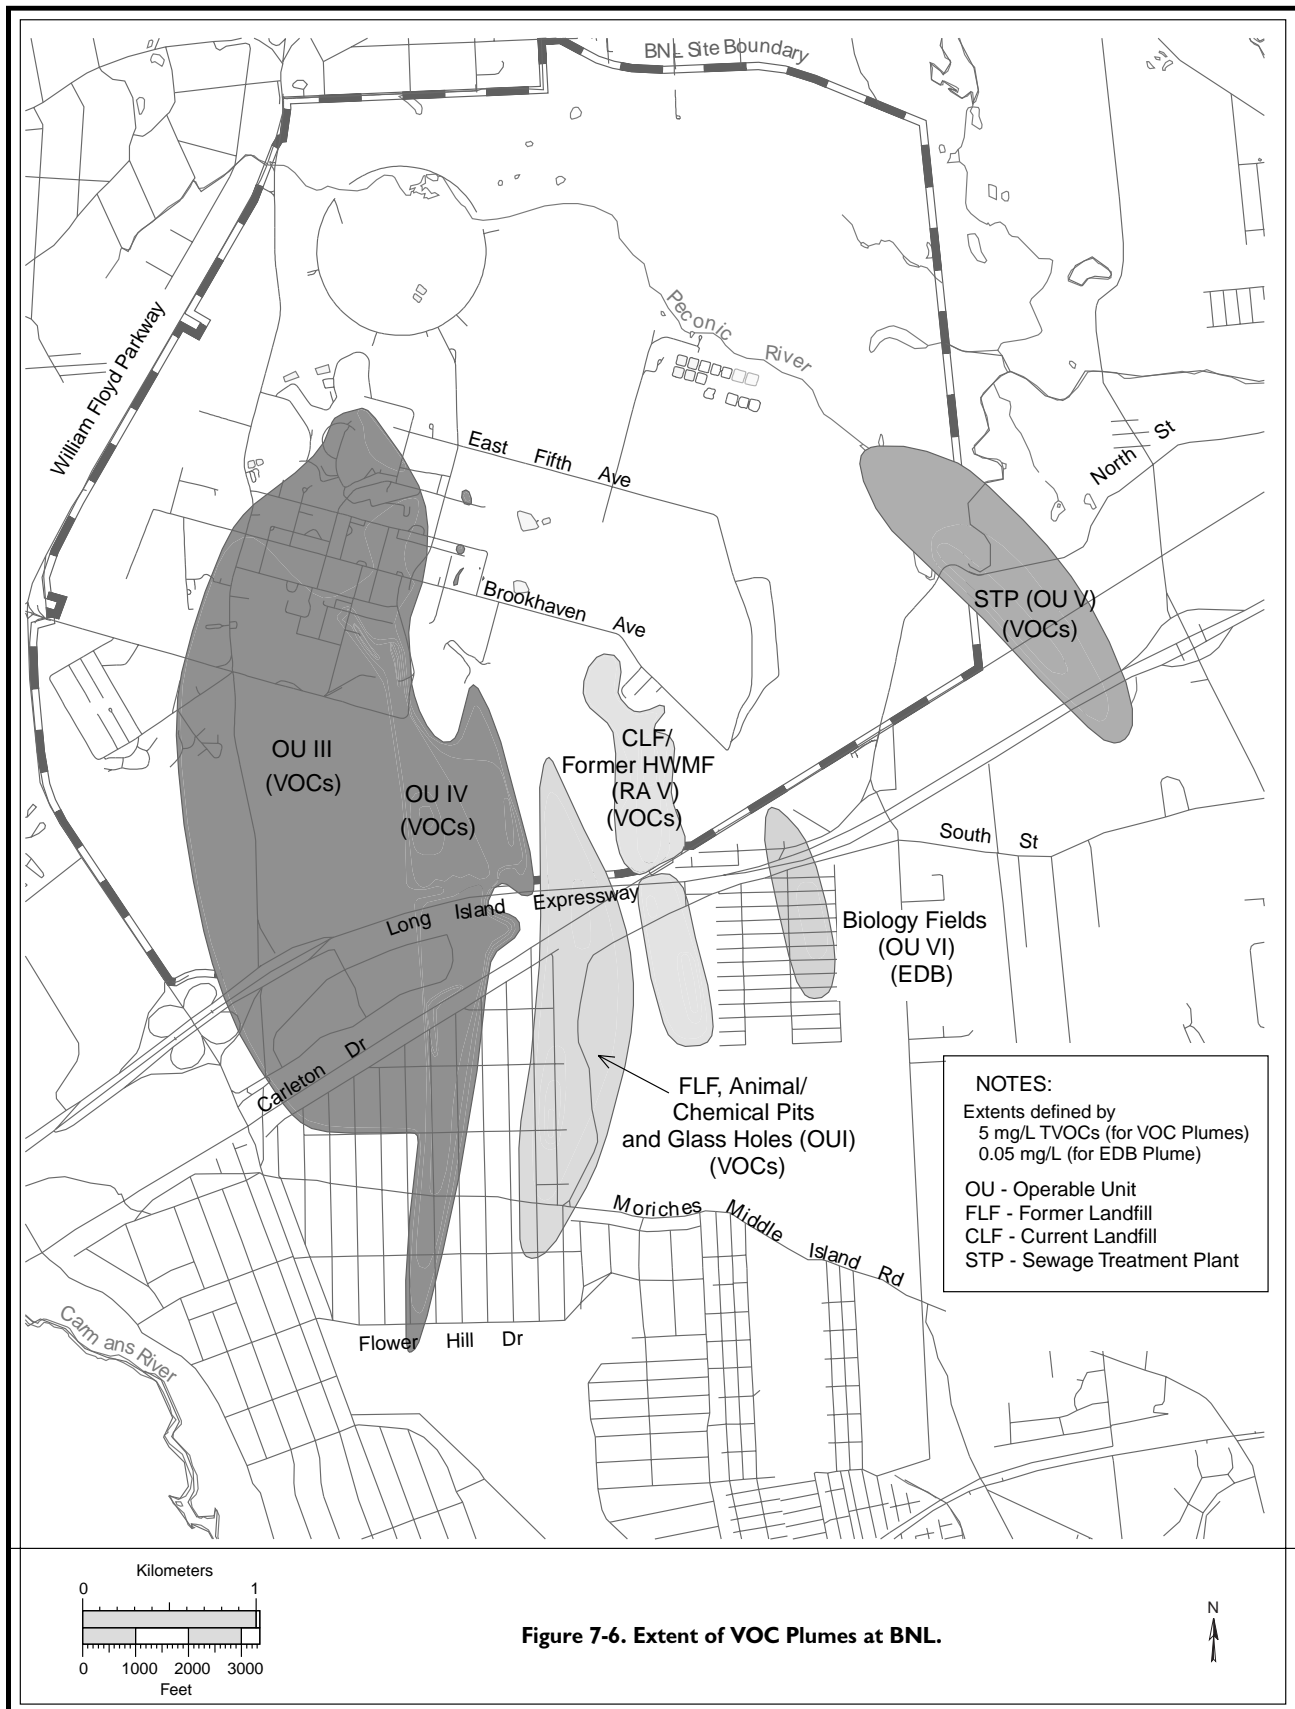 BNL Site Boundary
William Floyd Parkway
Peconic
River
East Fifth Ave
North St
Brookhaven Ave
STP (OU V)
(VOCs)
OU III
(VOCs)
OU IV
(VOCs)
CLF/
Former HWMF
(RA V)
(VOCs)
South St
Long Island Expressway
Biology Fields
(OU VI)
(EDB)
Carleton Dr
FLF, Animal/
Chemical Pits
and Glass Holes (OUI)
(VOCs)
NOTES:
Extents defined by
5 mg/L TVOCs (for VOC Plumes)
0.05 mg/L (for EDB Plume)
OU - Operable Unit
FLF - Former Landfill
CLF - Current Landfill
STP - Sewage Treatment Plant
Moriches Middle Island Rd
Carmans River
Flower Hill Dr
Kilometers
0 1
0 1000 2000 3000
Feet
Figure 7-6. Extent of VOC Plumes at BNL.
N